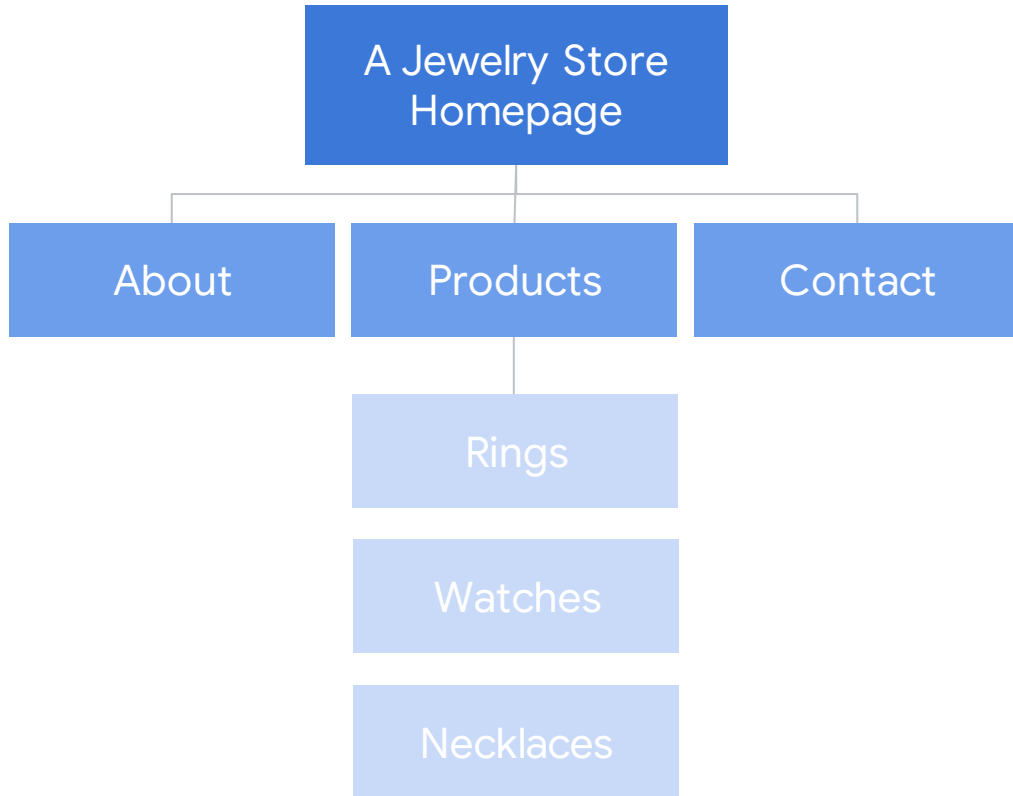 A Jewelry Store
Homepage
About
Products
Contact
Rings
Watches
Necklaces